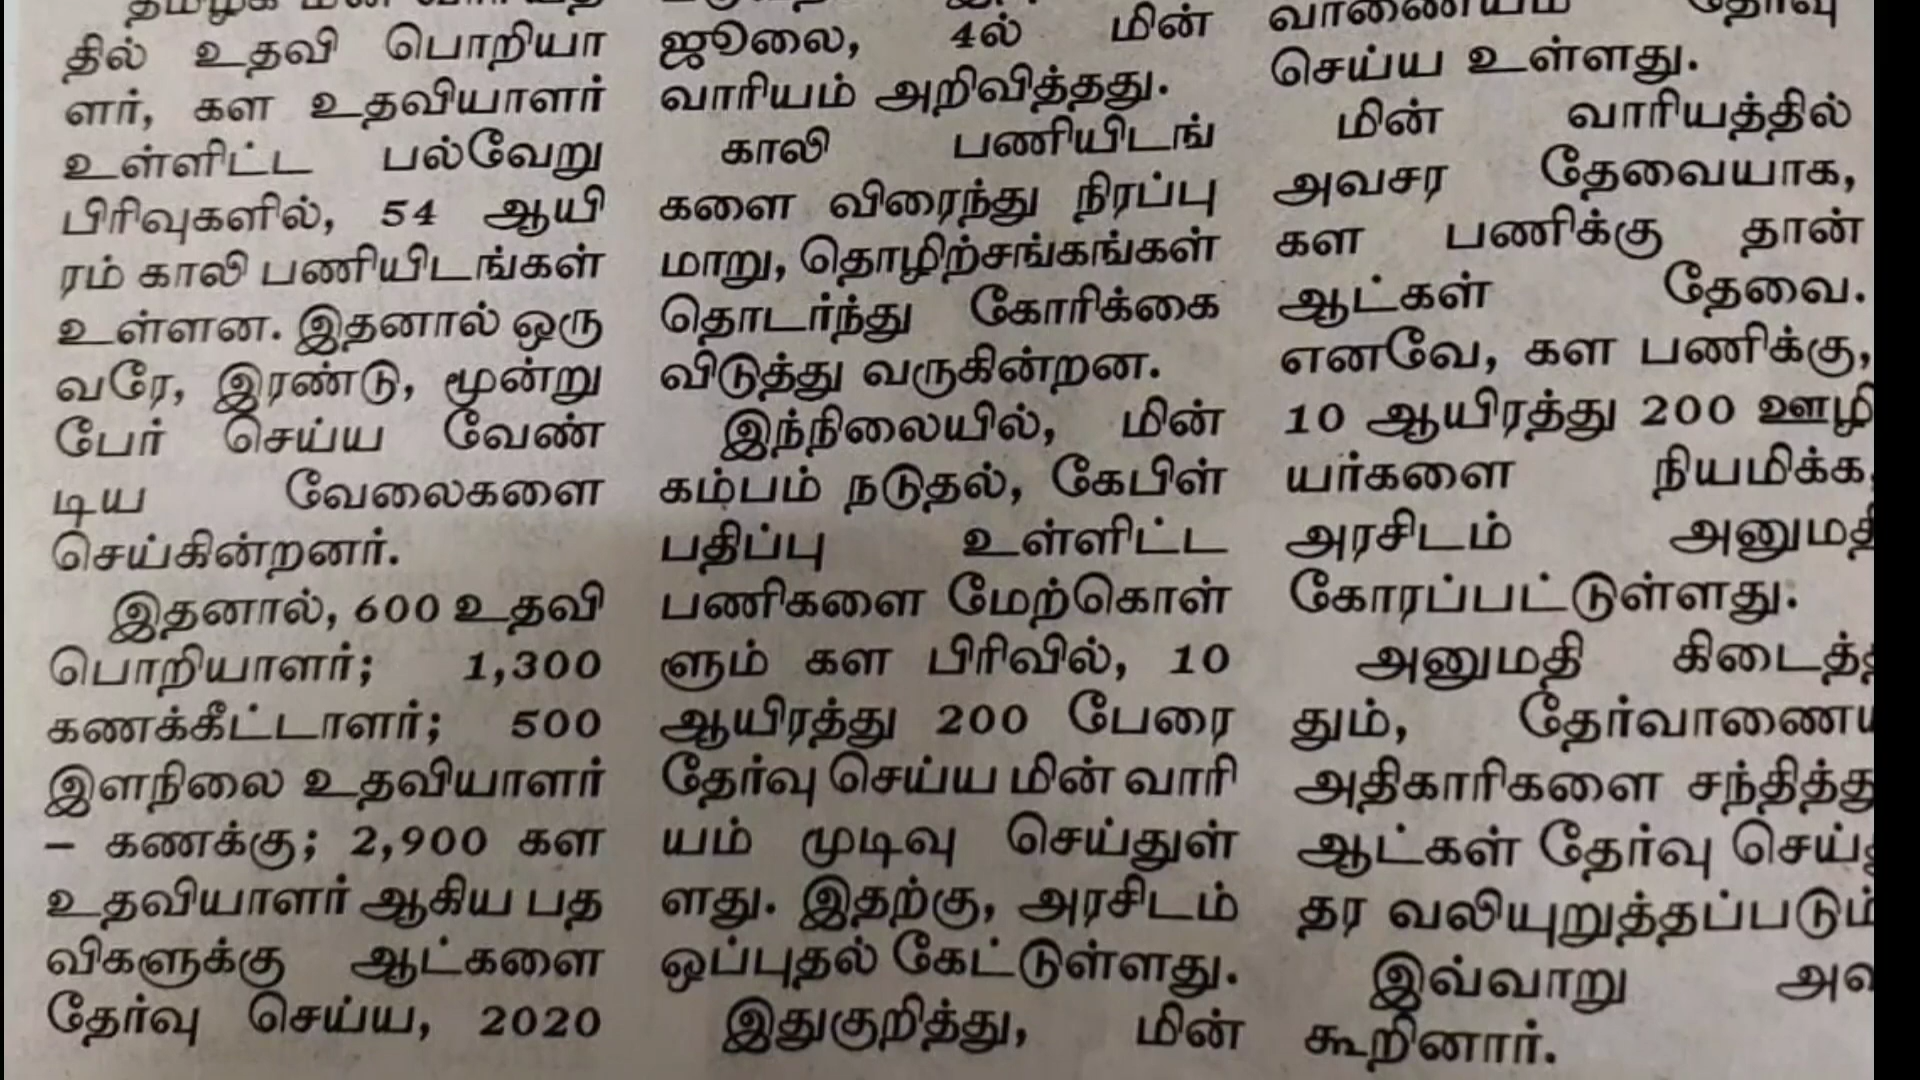 தமிழக மின் வாரியத்
தில் உதவி பொறியா
ளர், கள உதவியாளர்
உள்ளிட்ட பல்வேறு
பிரிவுகளில், 54 ஆயி
ரம் காலி பணியிடங்கள்
உள்ளன. இதனால் ஒரு
வரே, இரண்டு, மூன்று
பேர் செய்ய வேண்
டிய வேலைகளை
செய்கின்றனர்.
இதனால், 600 உதவி
பொறியாளர்; 1,300
கணக்கீட்டாளர்; 500
இளநிலை உதவியாளர்
– கணக்கு; 2,900 கள
உதவியாளர் ஆகிய பத
விகளுக்கு ஆட்களை
தேர்வு செய்ய, 2020
ஜூலை, 4ல் மின்
வாரியம் அறிவித்தது.
காலி பணியிடங்
களை விரைந்து நிரப்பு
மாறு, தொழிற்சங்கங்கள்
தொடர்ந்து கோரிக்கை
விடுத்து வருகின்றன.
இந்நிலையில், மின்
கம்பம் நடுதல், கேபிள்
பதிப்பு உள்ளிட்ட
பணிகளை மேற்கொள்
ளும் கள பிரிவில், 10
ஆயிரத்து 200 பேரை
தேர்வு செய்ய மின் வாரி
யம் முடிவு செய்துள்
ளது. இதற்கு, அரசிடம்
ஒப்புதல் கேட்டுள்ளது.
இதுகுறித்து, மின்
வாணையம் தேர்வு
செய்ய உள்ளது.
மின் வாரியத்தில்
அவசர தேவையாக,
கள பணிக்கு தான்
ஆட்கள் தேவை.
எனவே, கள பணிக்கு,
10 ஆயிரத்து 200 ஊழி
யர்களை நியமிக்க
அரசிடம் அனுமதி
கோரப்பட்டுள்ளது.
அனுமதி கிடைத்
தும், தேர்வாணைய
அதிகாரிகளை சந்தித்து
ஆட்கள் தேர்வு செய்
தர வலியுறுத்தப்படும்
இவ்வாறு அவ
கூறினார்.